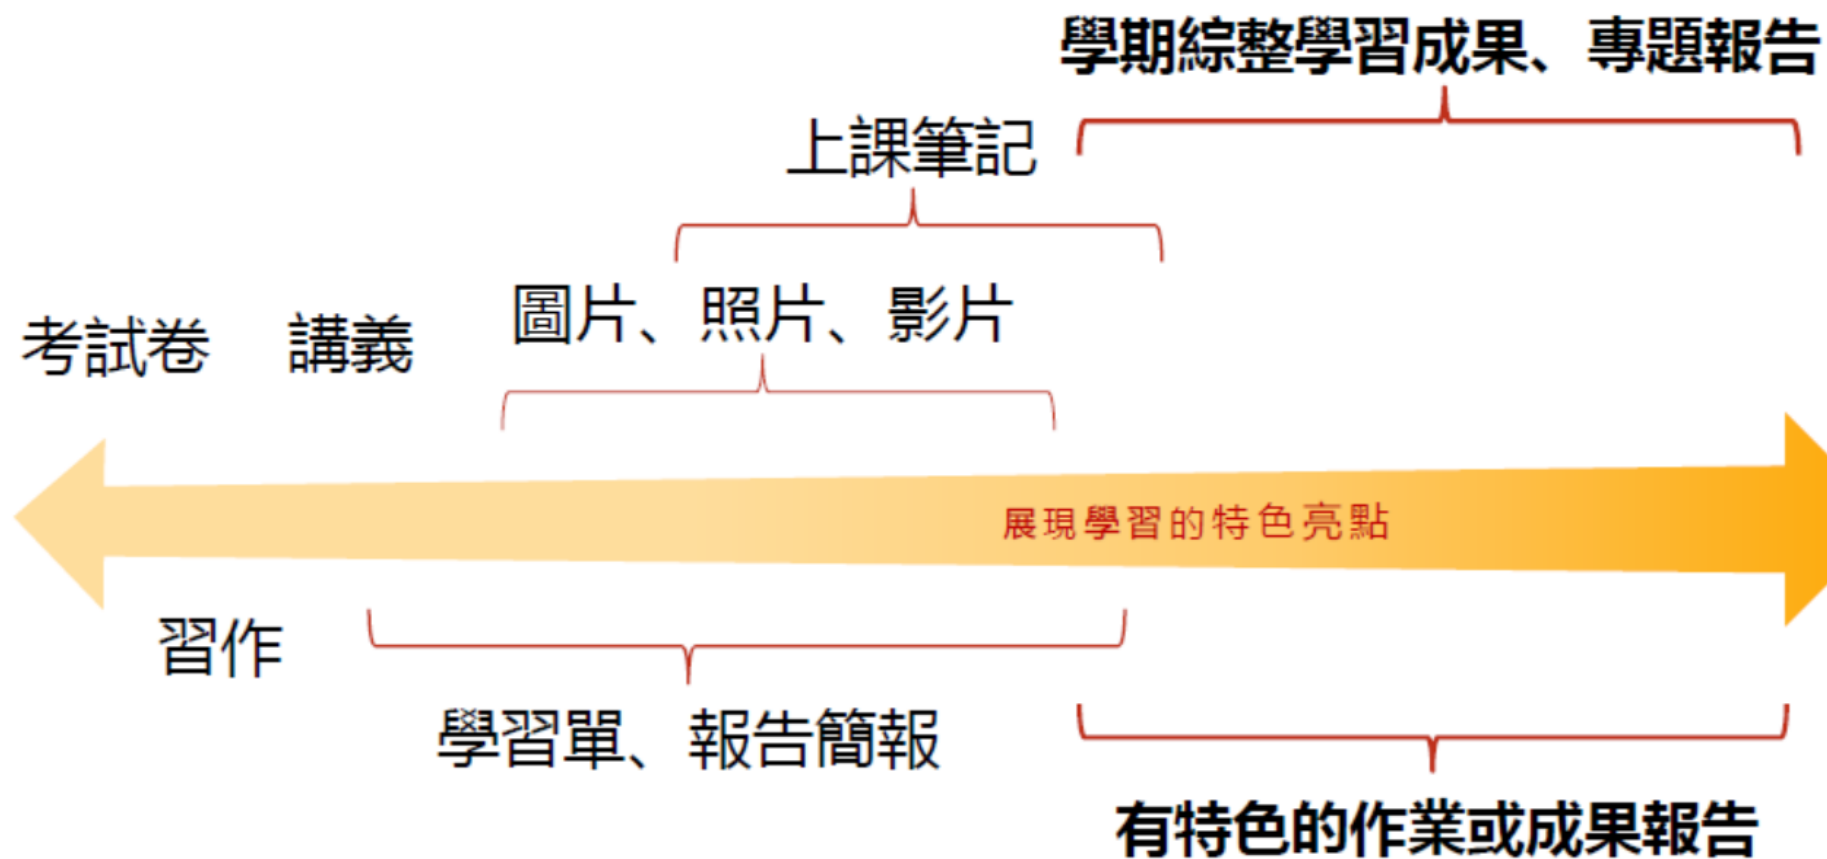 學期綜整學習成果、專題報告
上課筆記
圖片、照片、影片
考試卷
講義
展現學習的特色亮點
習作
學習單、報告簡報
有特色的作業或成果報告